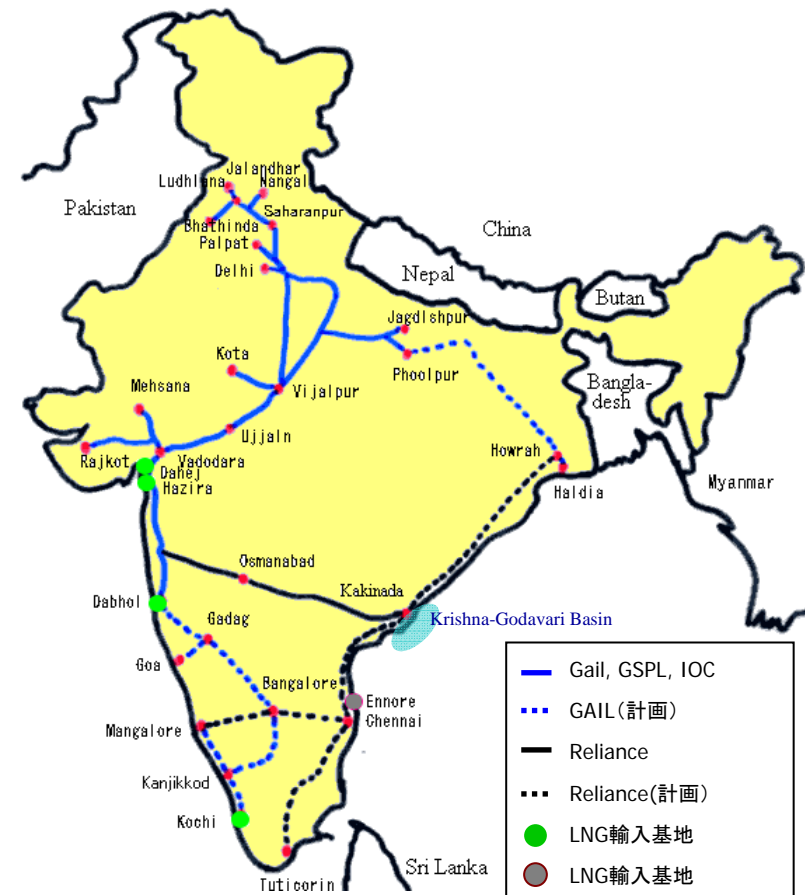 Jalandhar
Ludhlana
Nangal
Pakistan
Bhathinda
Saharanpur
Palpat
China
Delhi
Nepal
Butan
Jagdishpur
Kota
Phoolpur
Mehsana
Vijalpur
Bangla-
desh
Ujjaln
Rajkot
Vadodara
Howrah
Dahej
Hazira
Haldia
Myanmar
Osmanabad
Kakinada
Dabhol
Gadag
Krishna-Godavari Basin
Goa
Bangalore
Ennore
Chennai
Mangalore
Kanjikkod
Kochi
Sri Lanka
Tuticorin
Gail, GSPL, IOC
GAIL(計画)
Reliance
Reliance(計画)
LNG輸入基地
LNG輸入基地